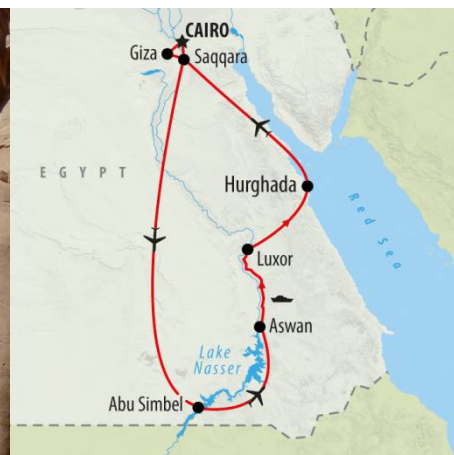 CAIRO
Giza
Saqqara
EGYPT
Hurghada
Red Sea
Luxor
Aswan
Lake
Nasser
Abu Simbel